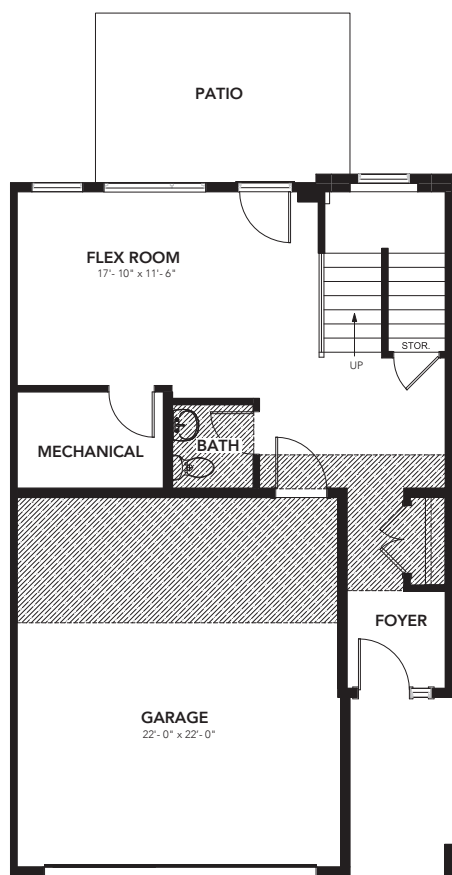 PATIO
FLEX ROOM
17'- 10" x 11'- 6"
STOR.
UP
BATH
MECHANICAL
FOYER
GARAGE
22'- 0" x 22'- 0"